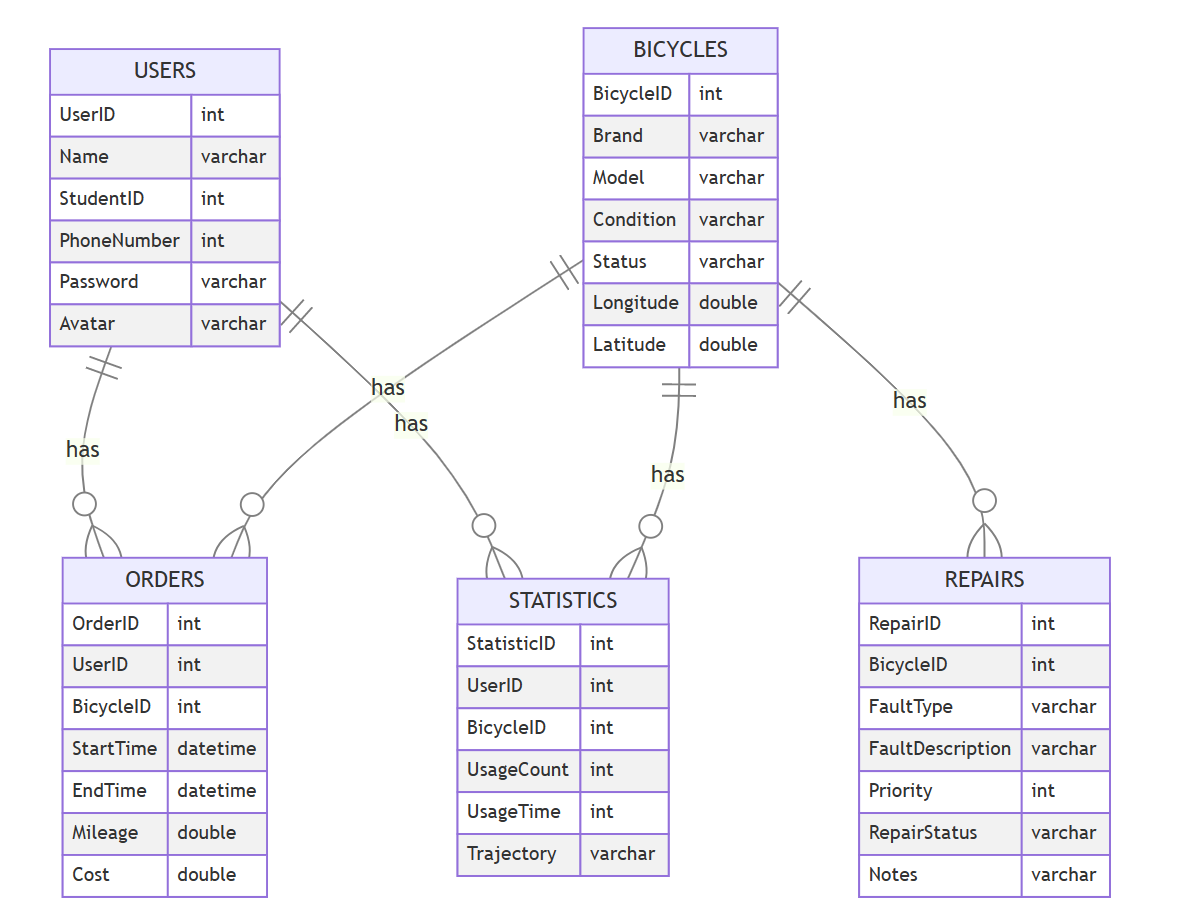 USERS
UserID int
Name varchar
StudentID int
PhoneNumber int
Password varchar
Avatar varchar
BICYCLES
BicycleID int
Brand varchar
Model varchar
Condition varchar
Status varchar
Longitude double
Latitude double
has
has
has
has
has
ORDERS
OrderID int
UserID int
BicycleID int
StartTime datetime
EndTime datetime
Mileage double
Cost double
STATISTICS
StatisticID int
UserID int
BicycleID int
UsageCount int
UsageTime int
Trajectory varchar
REPAIRS
RepairID int
BicycleID int
FaultType varchar
FaultDescription varchar
Priority int
RepairStatus varchar
Notes varchar